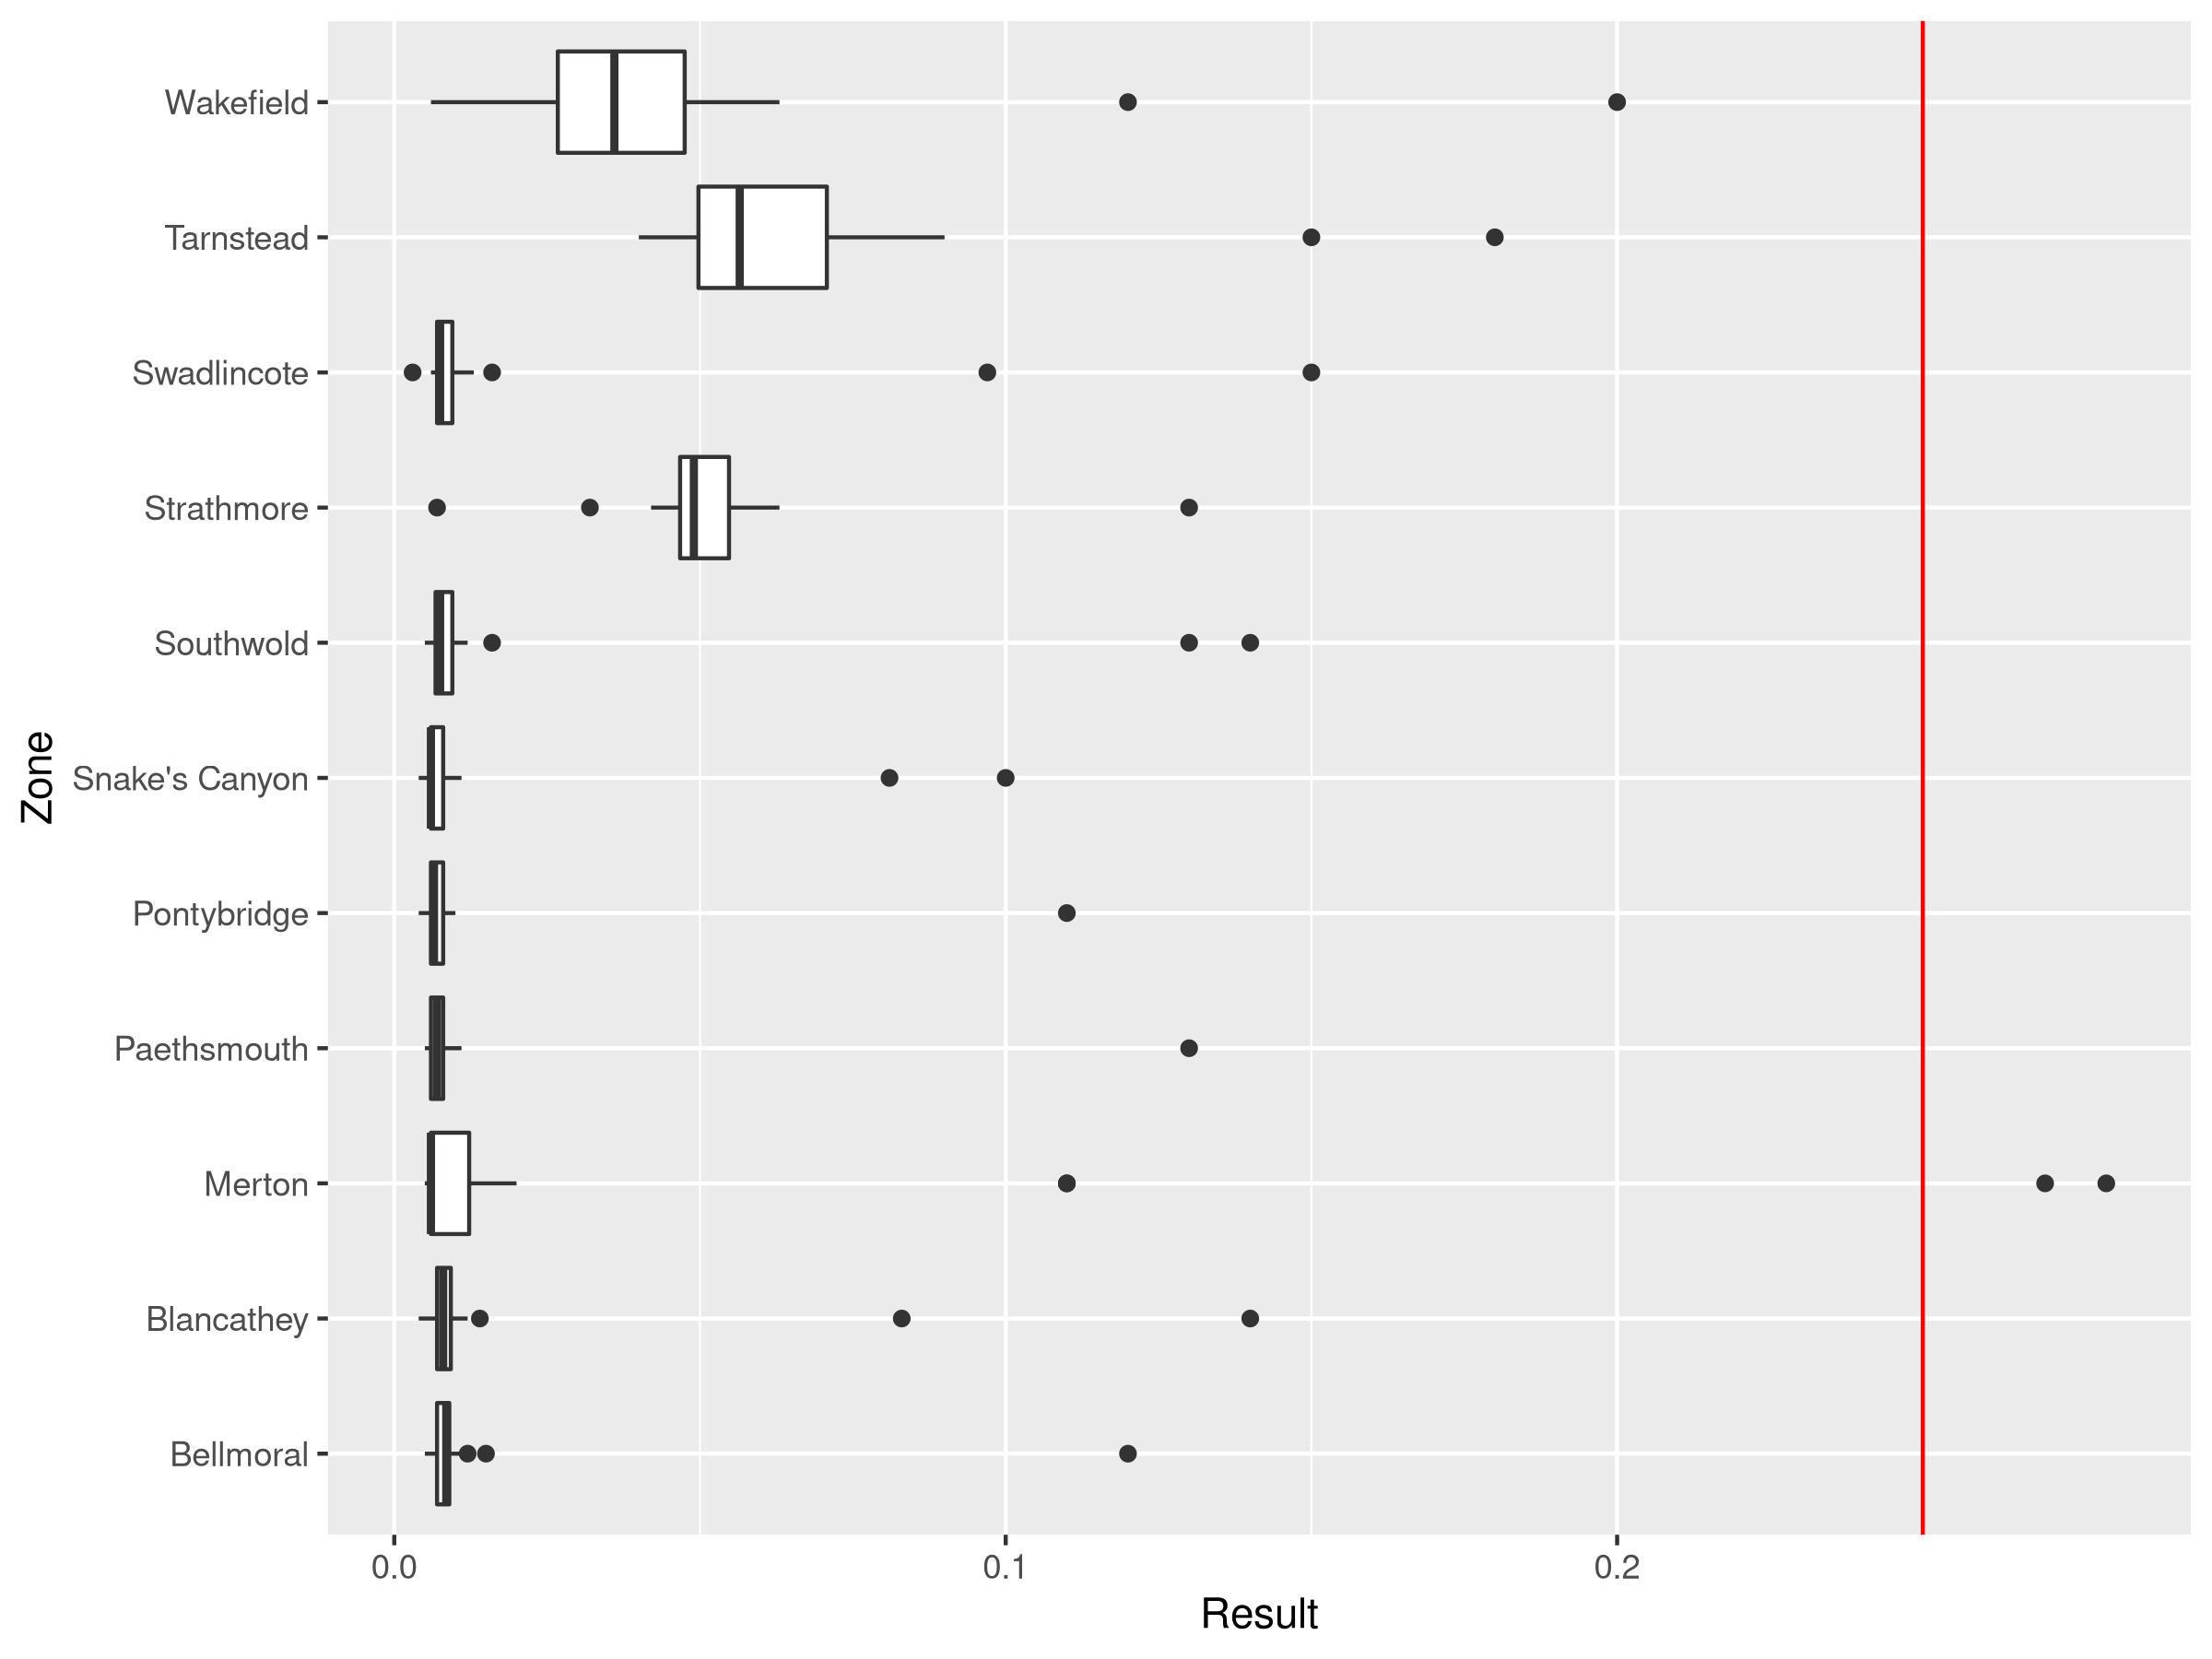 Zone
Wakefield
Tarnstead
Swadlincote
Strathmore
Southwold
Snake's Canyon
Pontybridge
Paethsmouth
Merton
Blancathey
Bellmoral
0.0 0.1 0.2
Result